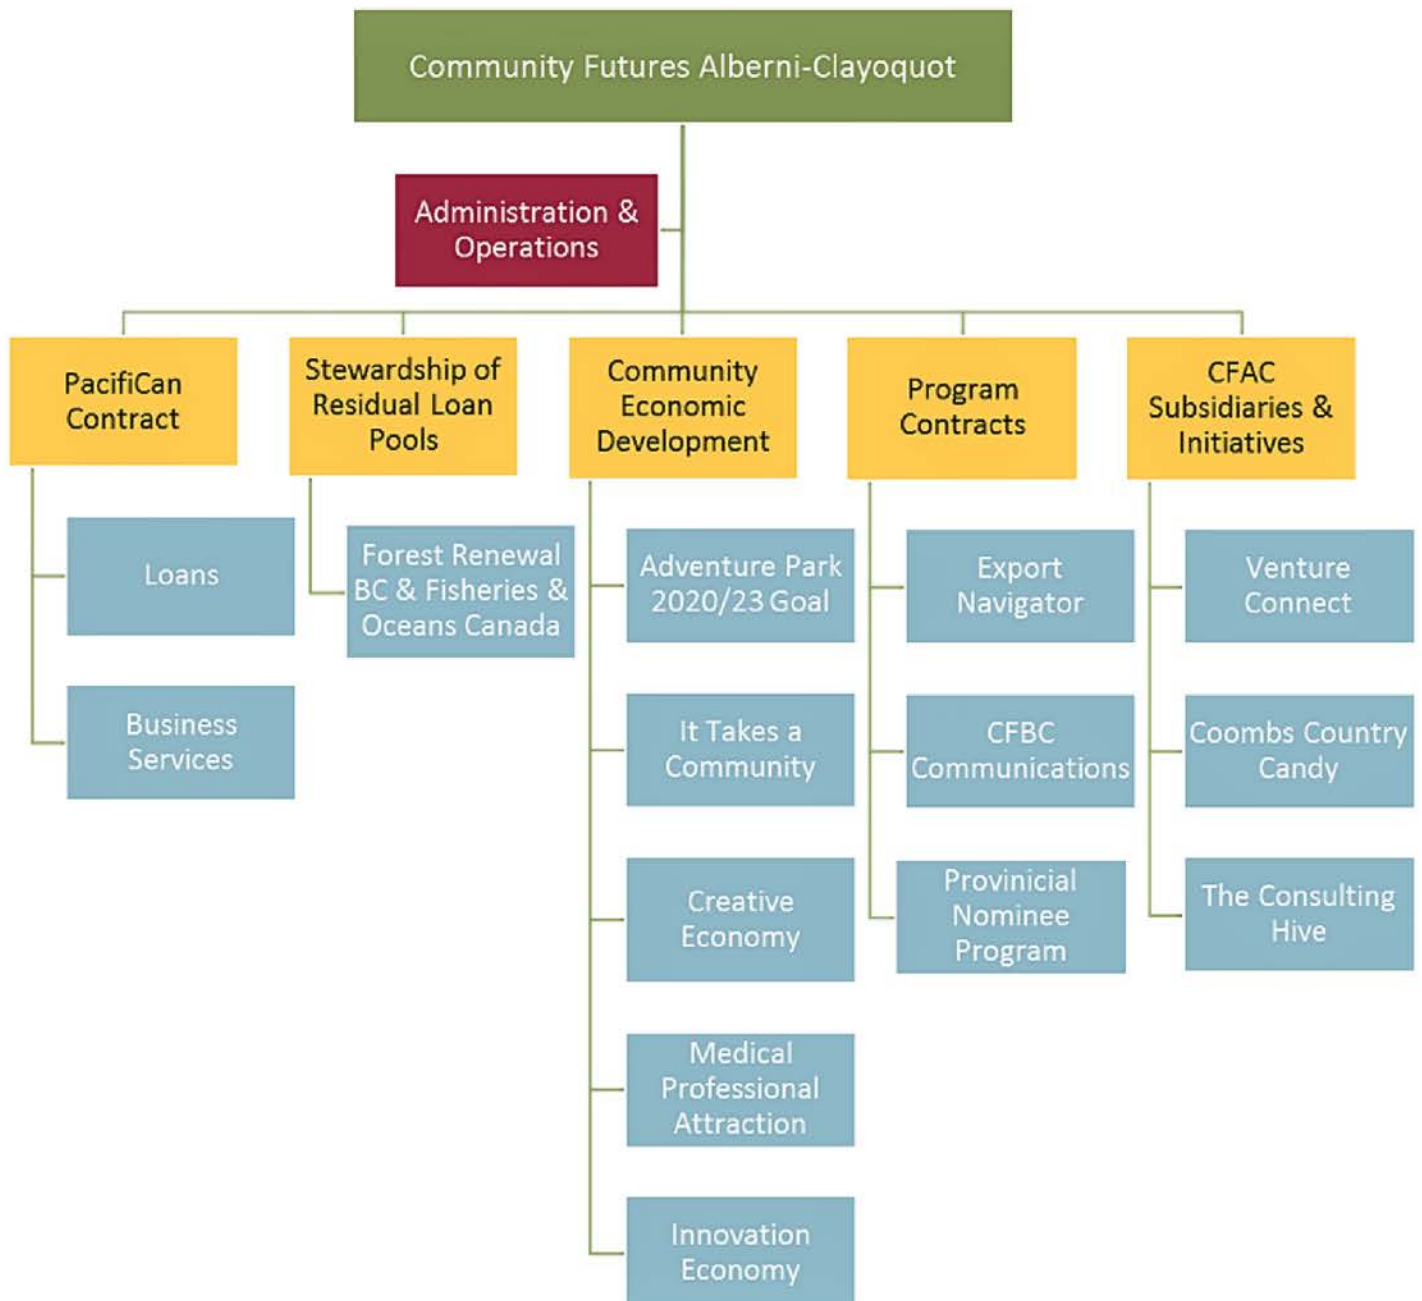 Community Futures Alberni-Clayoquot
Administration &
Operations
PacifiCan
Contract
Stewardship of
Residual Loan
Pools
Community
Economic
Development
Program
Contracts
CFAC
Subsidiaries &
Initiatives
Loans
Business
Services
Forest Renewal
BC & Fisheries &
Oceans Canada
Adventure Park
2020/23 Goal
It Takes a
Community
Creative
Economy
Medical
Professional
Attraction
Innovation
Economy
Export
Navigator
CFBC
Communications
Provinicial
Nominee
Program
Venture
Connect
Coombs Country
Candy
The Consulting
Hive